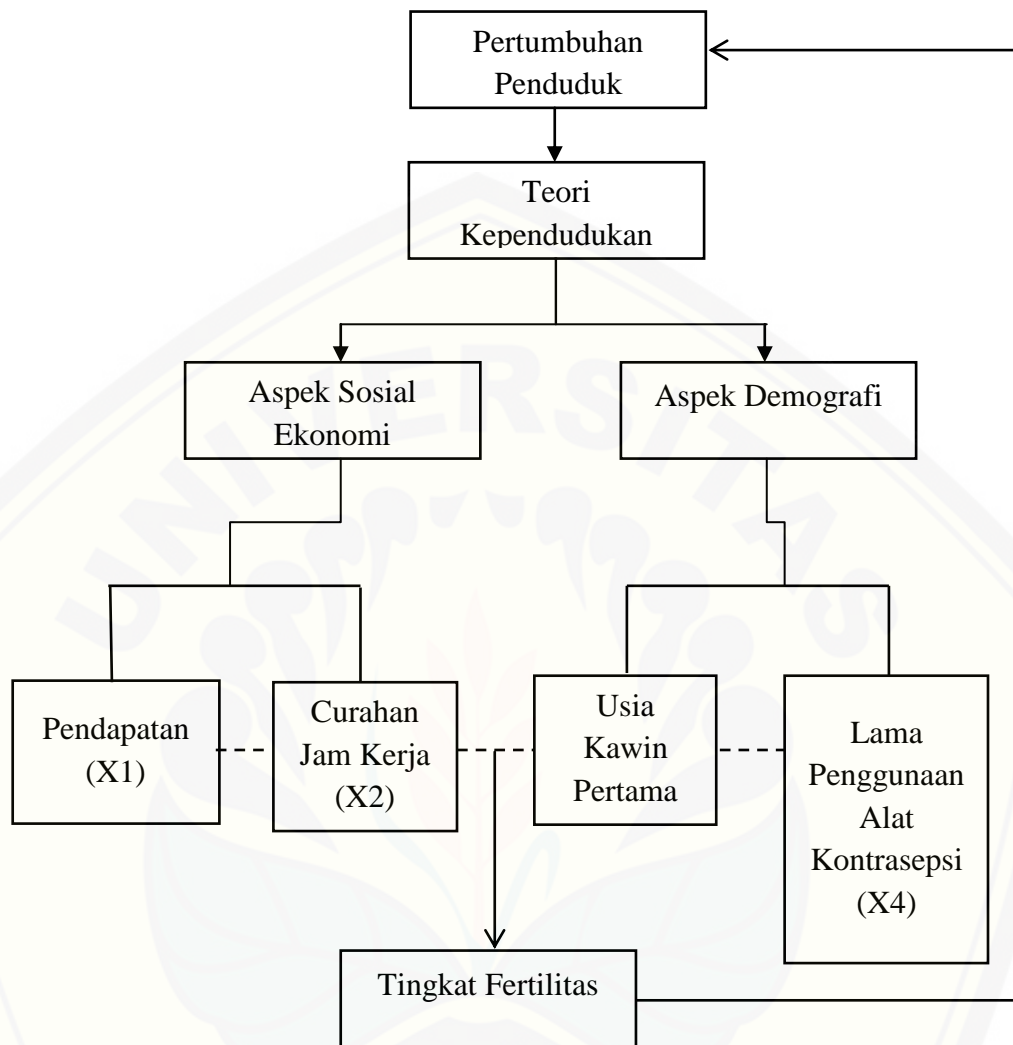 Pertumbuhan
Penduduk
Teori
Kependudukan
Aspek Sosial
Ekonomi
Aspek Demografi
UNIVERSITAS
Pendapatan
(X1)
Curahan
Jam Kerja
(X2)
Usia
Kawin
Pertama
Lama
Penggunaan
Alat
Kontrasepsi
(X4)
Tingkat Fertilitas